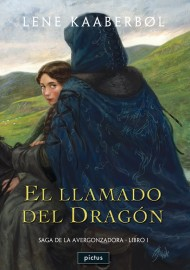 LENE KAABERBØL
EL LLAMADO
DEL DRAGÓN
SAGA DE LA AVERGONZADORA - LIBRO I
pictus